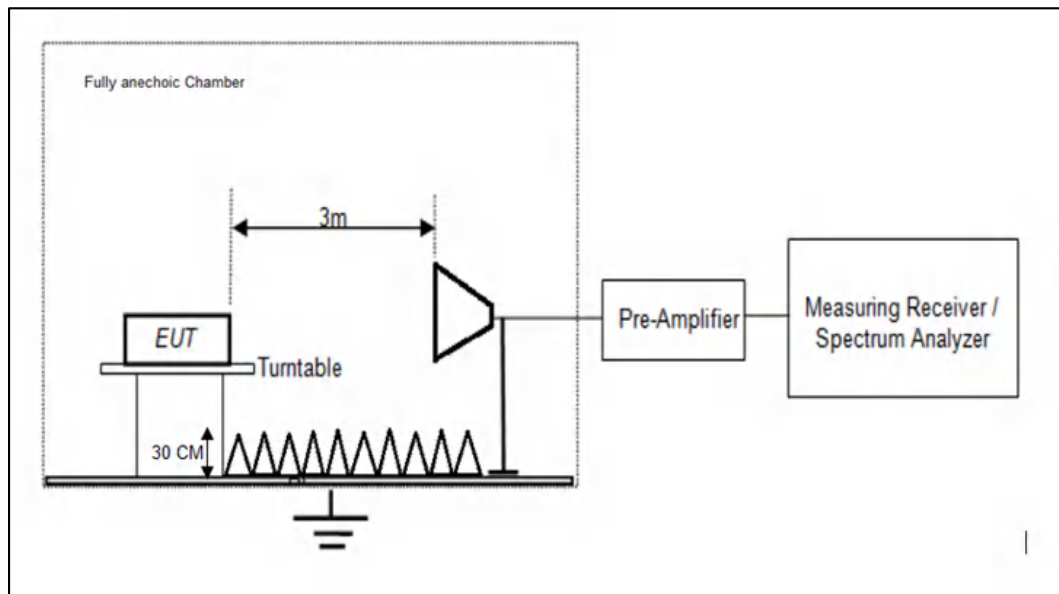 Fully anechoic Chamber
3m
EUT
Turntable
30 CM
Pre-Amplifier
Measuring Receiver /
Spectrum Analyzer